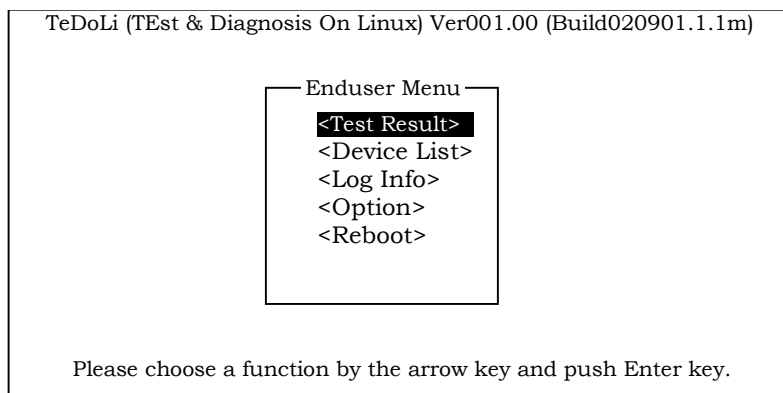 TeDoLi (TEst & Diagnosis On Linux) Ver001.00 (Build020901.1.1m)
Enduser Menu
<Test Result>
<Device List>
<Log Info>
<Option>
<Reboot>
Please choose a function by the arrow key and push Enter key.